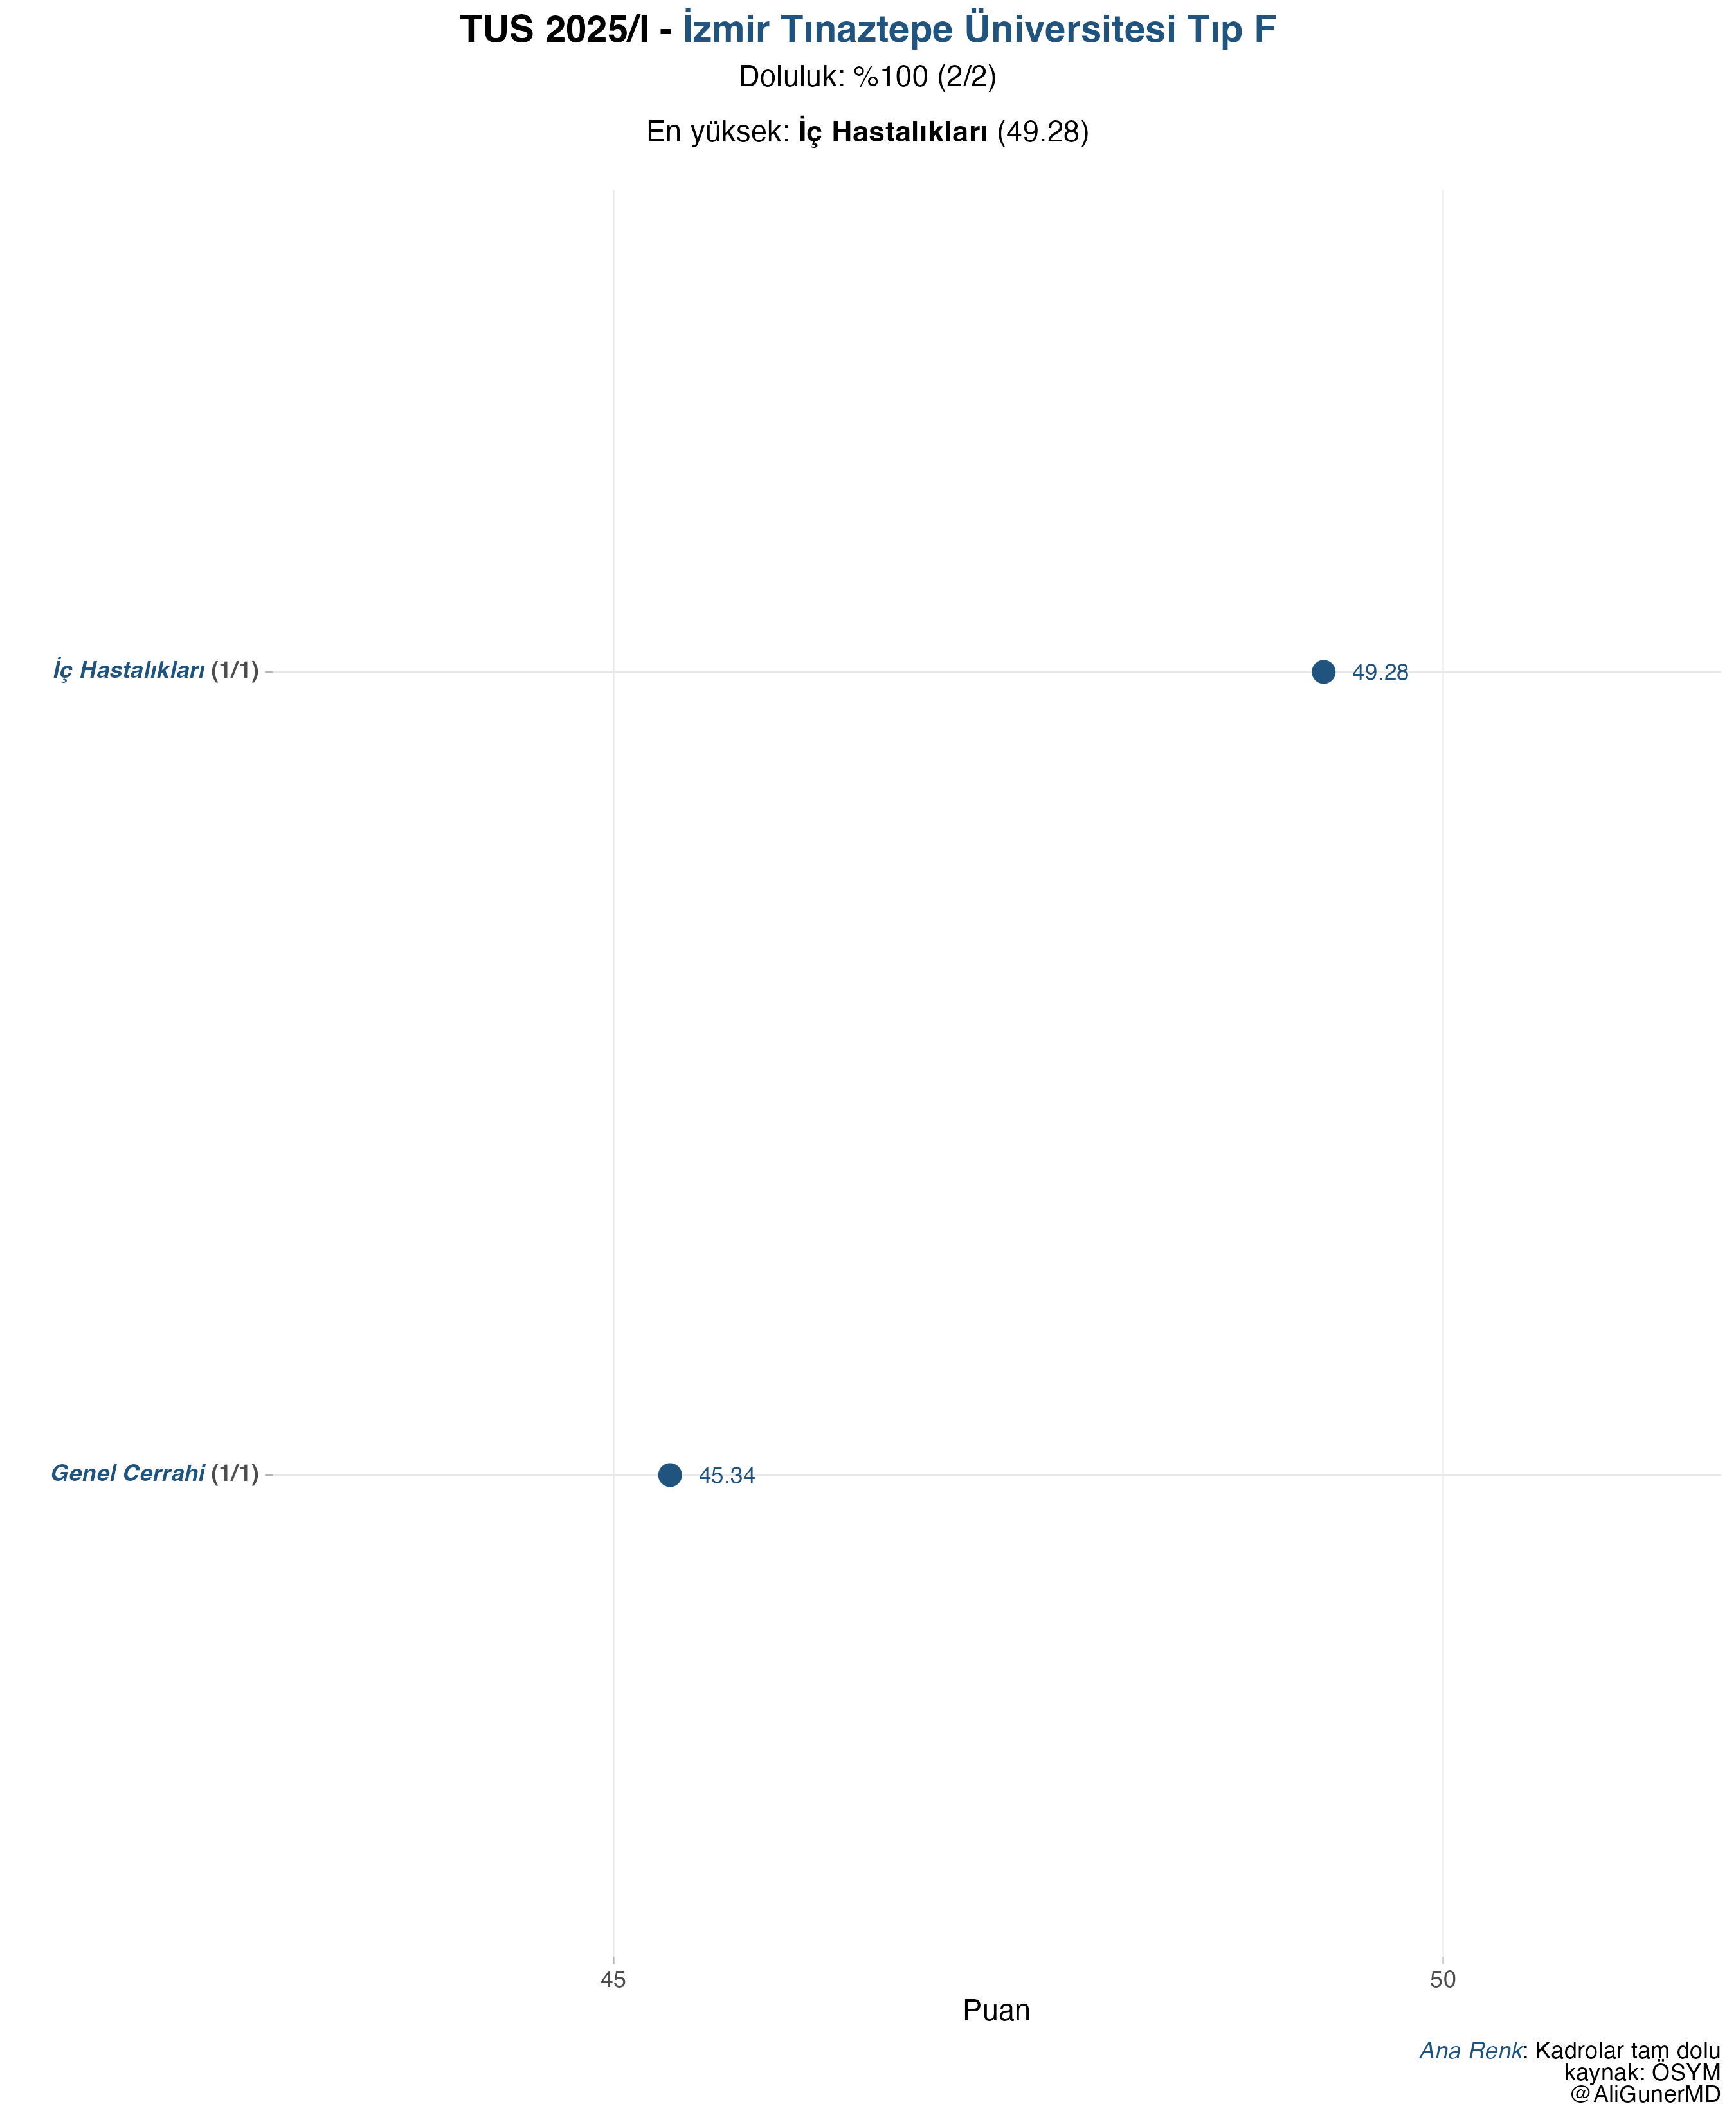 TUS 2025/I - İzmir Tınaztepe Üniversitesi Tıp F
Doluluk: %100 (2/2)
En yüksek: İç Hastalıkları (49.28)
İç Hastalıkları (1/1)
49.28
Genel Cerrahi (1/1)
45.34
45
50
Puan
Ana Renk: Kadrolar tam dolu
kaynak: ÖSYM
@AliGunerMD